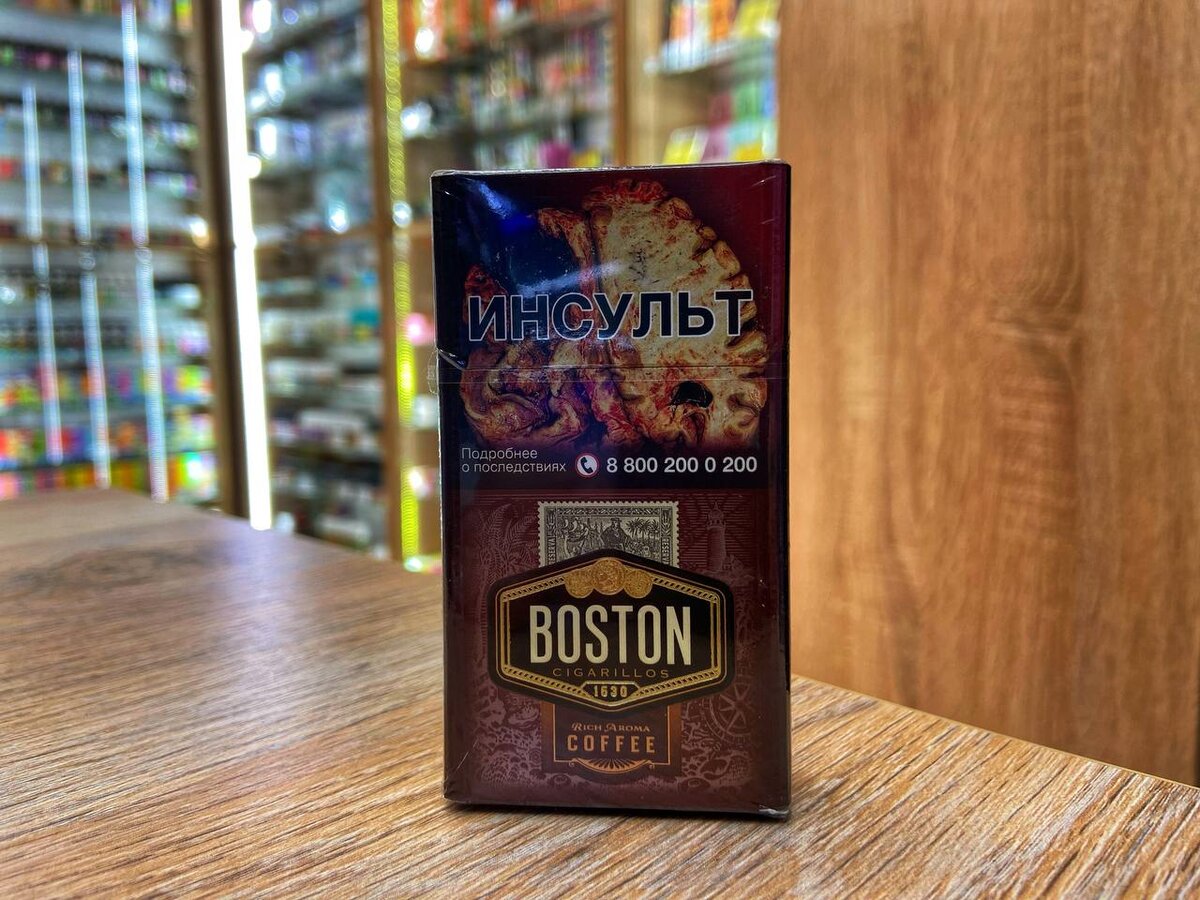 ИНСУЛЬТ
Подробнее
о последствиях
8 800 200 0 200
BOSTON
CIGARILLOS
1630
RICH AROMA
COFFEE